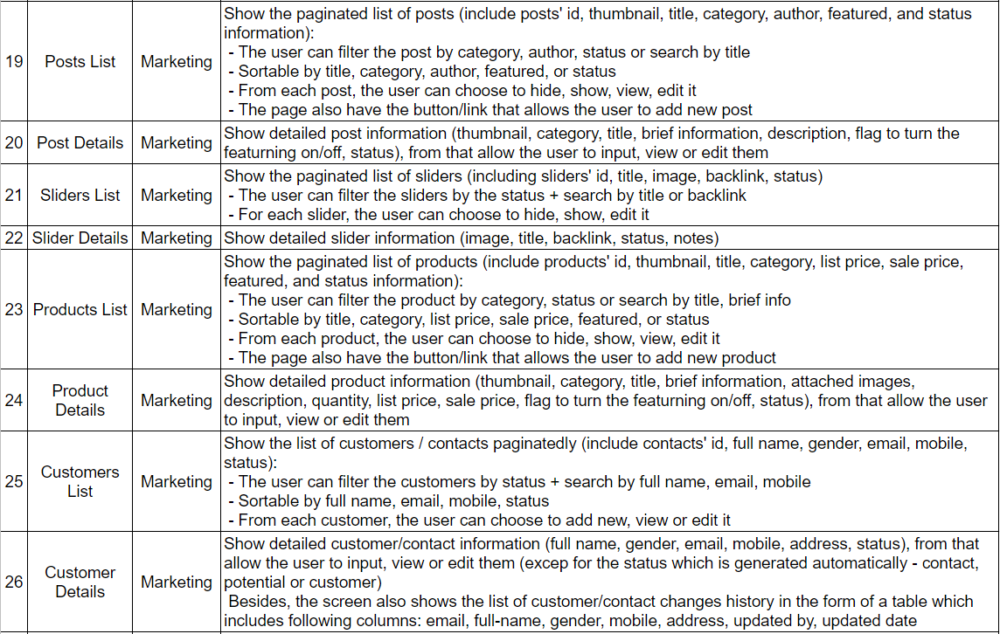 19
Posts List
Marketing
Show the paginated list of posts (include posts' id, thumbnail, title, category, author, featured, and status
information):
- The user can filter the post by category, author, status or search by title
- Sortable by title, category, author, featured, or status
- From each post, the user can choose to hide, show, view, edit it
- The page also have the button/link that allows the user to add new post
20
Post Details
Marketing
Show detailed post information (thumbnail, category, title, brief information, description, flag to turn the
featurning on/off, status), from that allow the user to input, view or edit them
21
Sliders List
Marketing
Show the paginated list of sliders (including sliders' id, title, image, backlink, status)
- The user can filter the sliders by the status + search by title or backlink
- For each slider, the user can choose to hide, show, edit it
22
Slider Details
Marketing
Show detailed slider information (image, title, backlink, status, notes)
23
Products List
Marketing
Show the paginated list of products (include products' id, thumbnail, title, category, list price, sale price,
featured, and status information):
- The user can filter the product by category, status or search by title, brief info
- Sortable by title, category, list price, sale price, featured, or status
- From each product, the user can choose to hide, show, view, edit it
- The page also have the button/link that allows the user to add new product
24
Product
Details
Marketing
Show detailed product information (thumbnail, category, title, brief information, attached images,
description, quantity, list price, sale price, flag to turn the featurning on/off, status), from that allow the user
to input, view or edit them
25
Customers
List
Marketing
Show the list of customers / contacts paginatedly (include contacts' id, full name, gender, email, mobile,
status):
- The user can filter the customers by status + search by full name, email, mobile
- Sortable by full name, email, mobile, status
- From each customer, the user can choose to add new, view or edit it
26
Customer
Details
Marketing
Show detailed customer/contact information (full name, gender, email, mobile, address, status), from that
allow the user to input, view or edit them (excep for the status which is generated automatically - contact,
potential or customer)
Besides, the screen also shows the list of customer/contact changes history in the form of a table which
includes following columns: email, full-name, gender, mobile, address, updated by, updated date